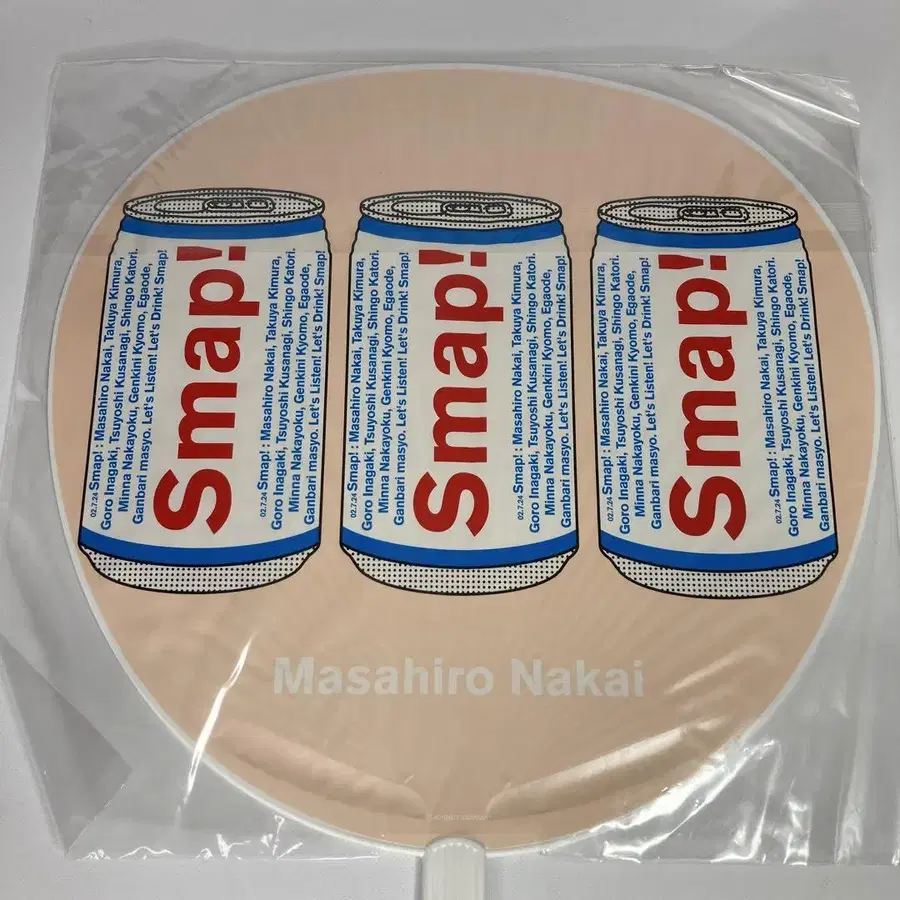 Smap!
02.7.24 Smap! : Masahiro Nakai, Takuya Kimura,
Goro Inagaki, Tsuyoshi Kusanagi, Shingo Katori.
Minna Nakayoku, Genkini Kyomo, Egaode,
Ganbari masyo. Let's Listen! Let's Drink! Smap!
Smap!
02.7.24 Smap! : Masahiro Nakai, Takuya Kimura,
Goro Inagaki, Tsuyoshi Kusanagi, Shingo Katori.
Minna Nakayoku, Genkini Kyomo, Egaode,
Ganbari masyo. Let's Listen! Let's Drink! Smap!
Smap!
02.7.24 Smap! : Masahiro Nakai, Takuya Kimura,
Goro Inagaki, Tsuyoshi Kusanagi, Shingo Katori.
Minna Nakayoku, Genkini Kyomo, Egaode,
Ganbari masyo. Let's Listen! Let's Drink! Smap!
Masahiro Nakai